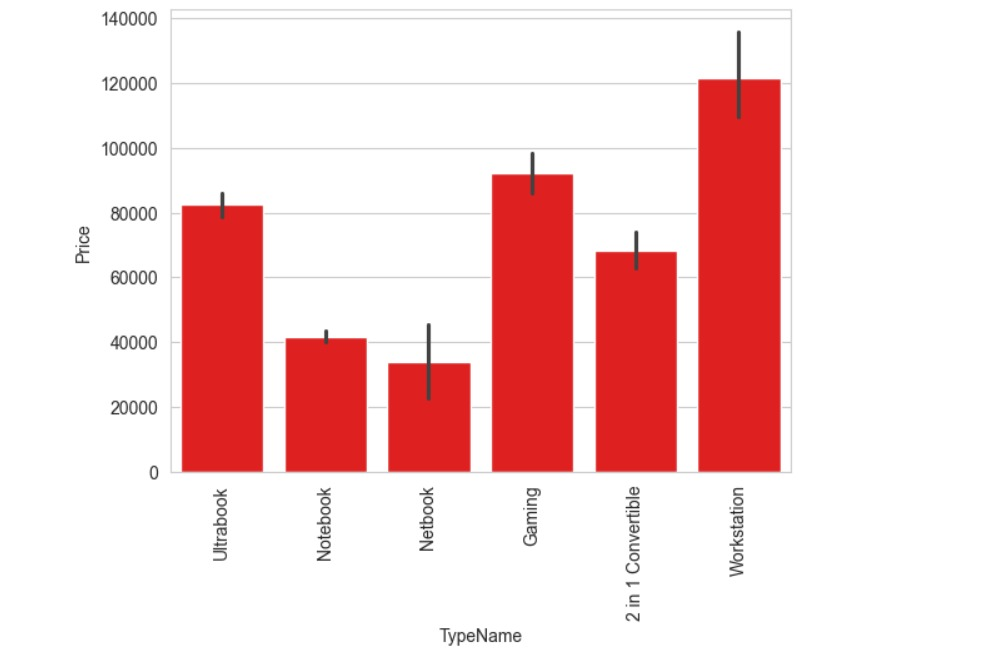 140000
120000
100000
80000
60000
40000
20000
0
Price
Ultrabook
Notebook
Netbook
Gaming
2 in 1 Convertible
Workstation
TypeName